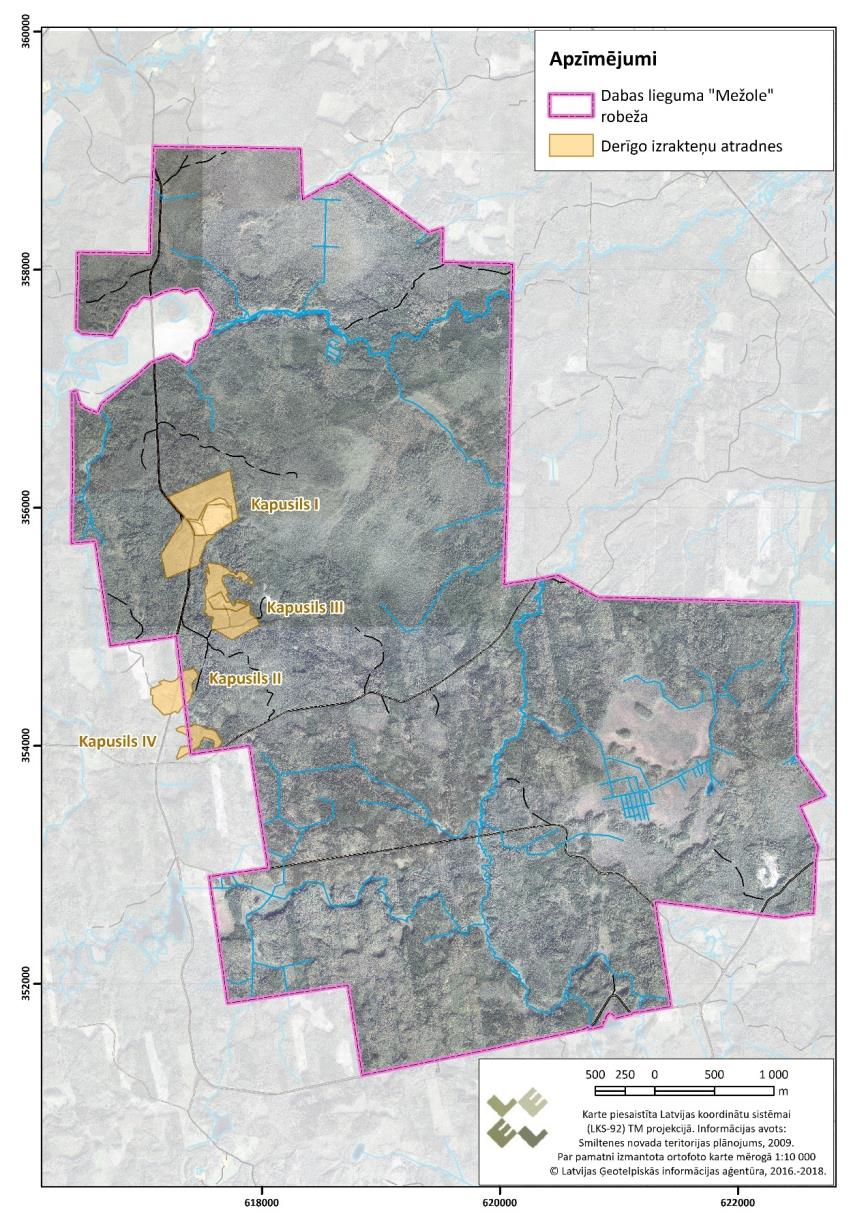 360000
Apzīmējumi
Dabas lieguma "Mežole"
robeža
Derīgo izrakteņu atradnes
358000
356000
Kapusils I
Kapusils III
Kapusils II
Kapusils IV
354000
352000
500 250 0 500 1 000
m
Karte piesaistīta Latvijas koordinātu sistēmai
(LKS-92) TM projekcijā. Informācijas avots:
Smiltenes novada teritorijas plānojums, 2009.
Par pamatni izmantota ortofoto karte mērogā 1:10 000
© Latvijas Ģeotelpiskās informācijas aģentūra, 2016.-2018.
618000 620000 622000